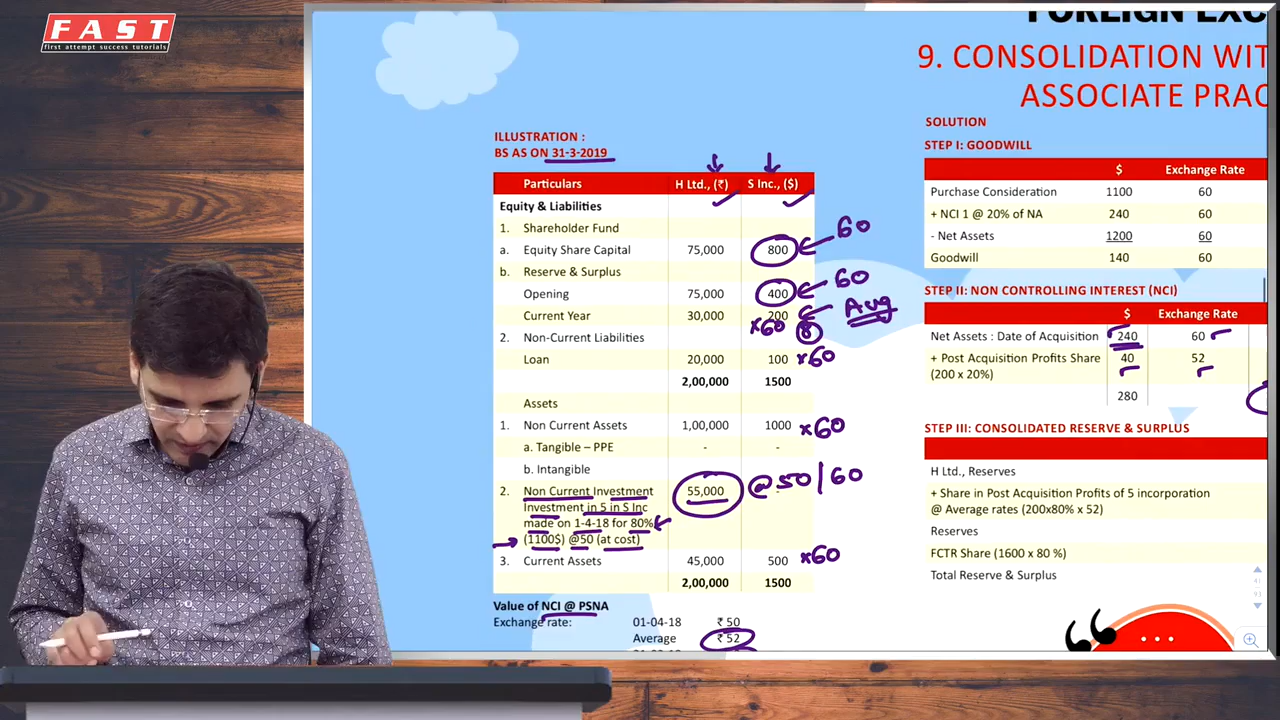 FAST
first attempt success tutorials
FOREIGN EXC
9. CONSOLIDATION WIT
ASSOCIATE PRAC
ILLUSTRATION :
BS AS ON 31-3-2019
Particulars H Ltd., (₹) S Inc., ($)
Equity & Liabilities
1. Shareholder Fund
a. Equity Share Capital 75,000 800 60
b. Reserve & Surplus
Opening 75,000 400 60
Current Year 30,000 200 Avg
×60
2. Non-Current Liabilities
Loan 20,000 100 ×60
2,00,000 1500
Assets
1. Non Current Assets 1,00,000 1000 ×60
a. Tangible – PPE - -
b. Intangible
2. Non Current Investment 55,000 - @50/60
Investment in 5 in S Inc
made on 1-4-18 for 80%
(1100$) @50 (at cost)
3. Current Assets 45,000 500 ×60
2,00,000 1500
Value of NCI @ PSNA
Exchange rate: 01-04-18 ₹ 50
Average ₹ 52
SOLUTION
STEP I: GOODWILL
$ Exchange Rate
Purchase Consideration 1100 60
+ NCI 1 @ 20% of NA 240 60
- Net Assets 1200 60
Goodwill 140 60
STEP II: NON CONTROLLING INTEREST (NCI)
$ Exchange Rate
Net Assets : Date of Acquisition 240 60
+ Post Acquisition Profits Share 40 52
(200 x 20%)
280
STEP III: CONSOLIDATED RESERVE & SURPLUS
H Ltd., Reserves
+ Share in Post Acquisition Profits of 5 incorporation
@ Average rates (200x80% x 52)
Reserves
FCTR Share (1600 x 80 %)
Total Reserve & Surplus